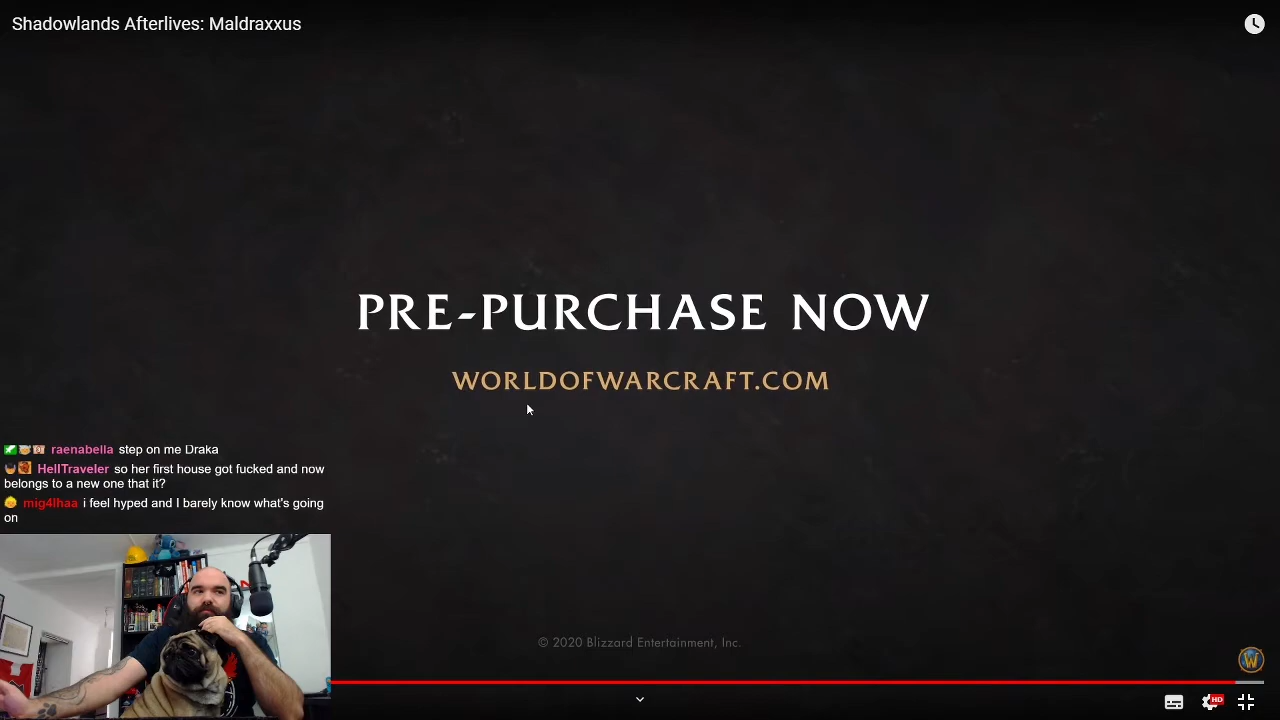 Shadowlands Afterlives: Maldraxxus
PRE-PURCHASE NOW
WORLDOFWARCRAFT.COM
raenabella step on me Draka
HellTraveler so her first house got fucked and now
belongs to a new one that it?
mig4lhaa i feel hyped and I barely know what's going
on
© 2020 Blizzard Entertainment, Inc.
W
HD